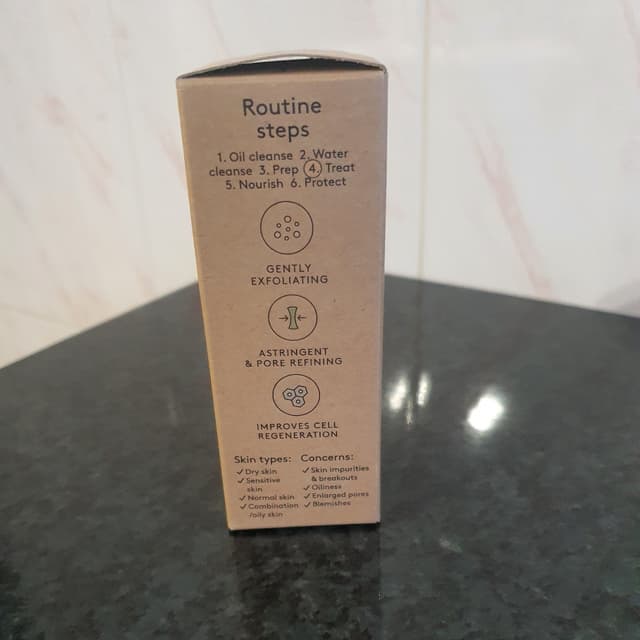 Routine
steps
1. Oil cleanse 2. Water
cleanse 3. Prep 4. Treat
5. Nourish 6. Protect
GENTLY
EXFOLIATING
ASTRINGENT
& PORE REFINING
IMPROVES CELL
REGENERATION
Skin types:
✓ Dry skin
✓ Sensitive
skin
✓ Normal skin
✓ Combination
/oily skin
Concerns:
✓ Skin impurities
& breakouts
✓ Oiliness
✓ Enlarged pores
✓ Blemishes